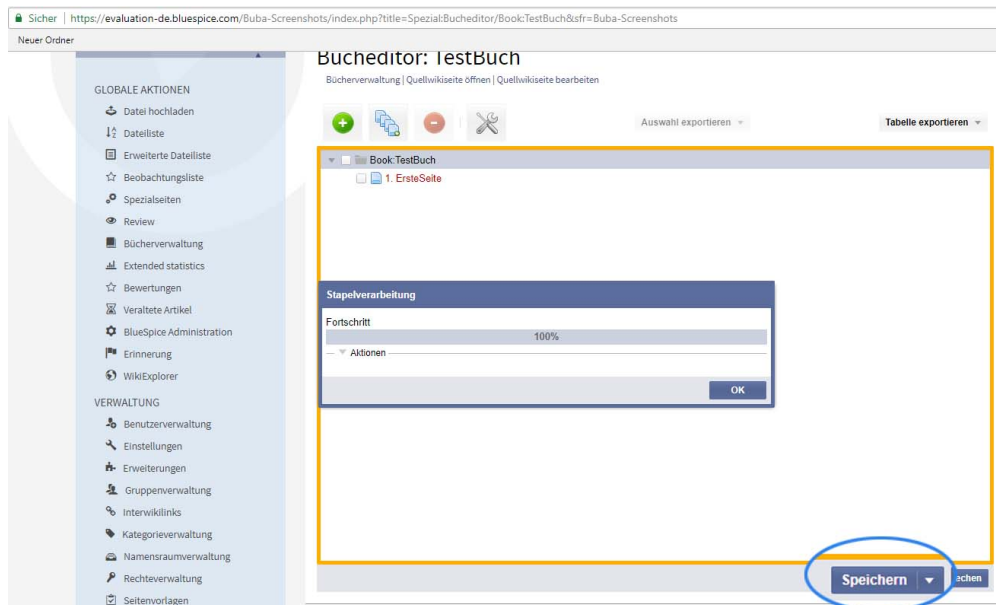 Sicher | https://evaluation-de.bluespice.com/Buba-Screenshots/index.php?title=Spezial:Bucheditor/Book:TestBuch&sfr=Buba-Screenshots
Neuer Ordner
Bucheditor: TestBuch
Bücherverwaltung | Quellwikiseite öffnen | Quellwikiseite bearbeiten
GLOBALE AKTIONEN
Datei hochladen
Dateiliste
Erweiterte Dateiliste
Beobachtungsliste
Spezialseiten
Review
Bücherverwaltung
Extended statistics
Bewertungen
Veraltete Artikel
BlueSpice Administration
Erinnerung
WikiExplorer
VERWALTUNG
Benutzerverwaltung
Einstellungen
Erweiterungen
Gruppenverwaltung
Interwikilinks
Kategorieverwaltung
Namensraumverwaltung
Rechteverwaltung
Seitenvorlagen
Auswahl exportieren
Tabelle exportieren
Book:TestBuch
1. ErsteSeite
Stapelverarbeitung
Fortschritt
100%
Aktionen
OK
Speichern